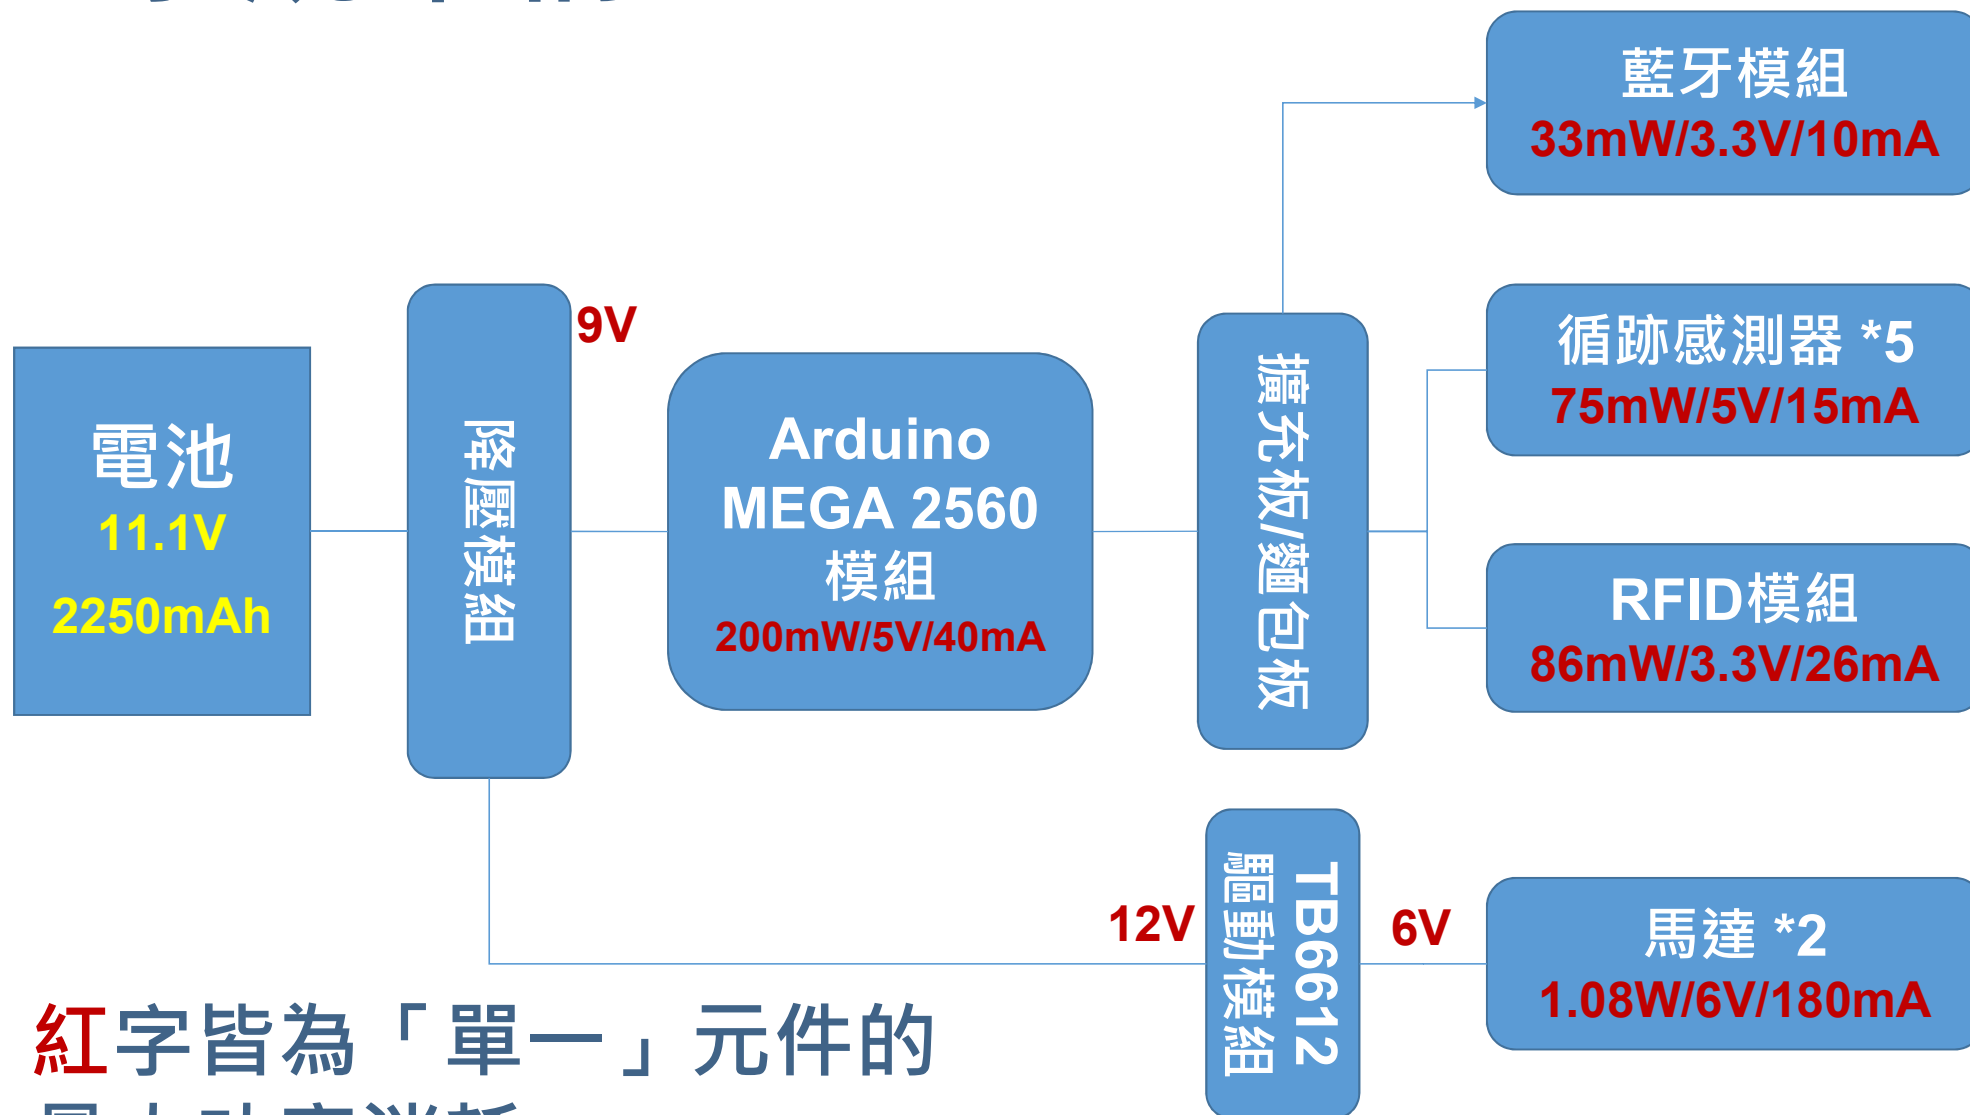 藍牙模組
33mW/3.3V/10mA
循跡感測器 *5
75mW/5V/15mA
RFID模組
86mW/3.3V/26mA
馬達 *2
1.08W/6V/180mA
電池
11.1V
2250mAh
降壓模組
9V
Arduino
MEGA 2560
模組
200mW/5V/40mA
擴充板/麵包板
12V
TB6612
驅動模組
6V
紅字皆為「單一」元件的